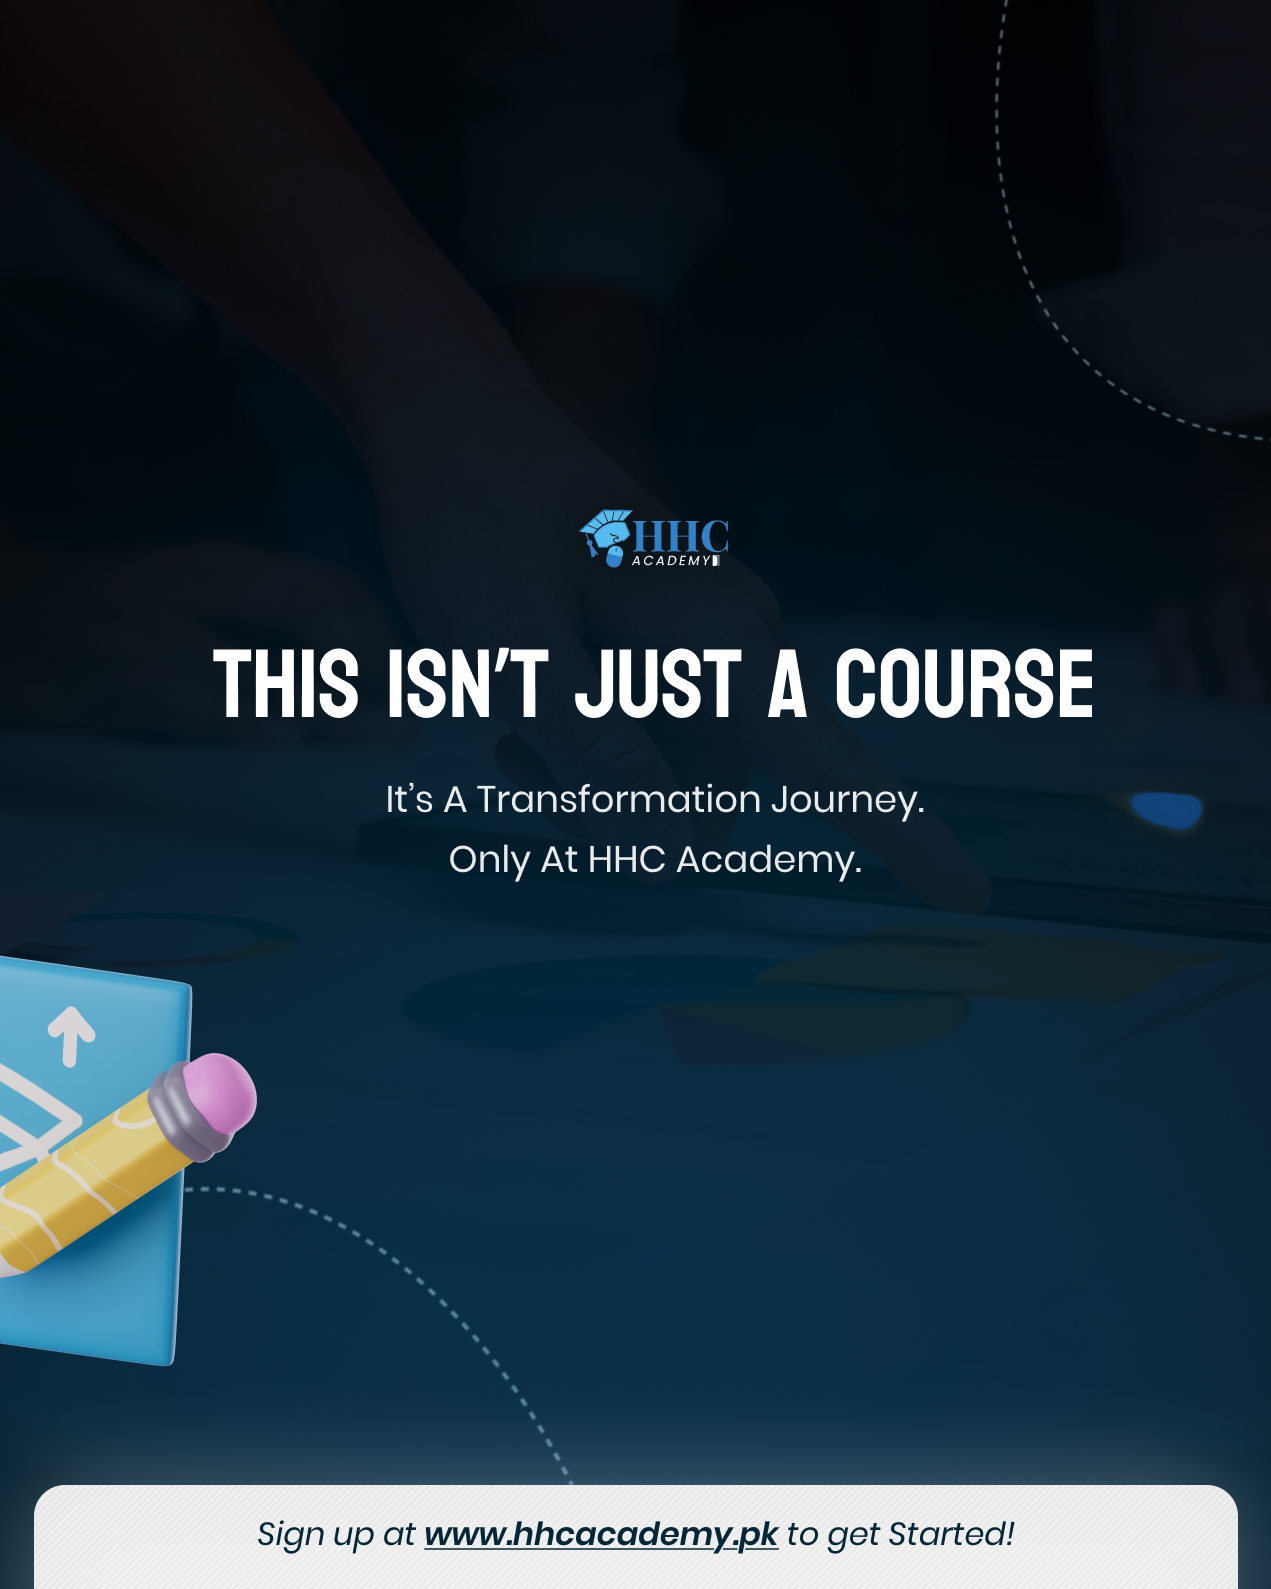 HHC
ACADEMY
THIS ISN’T JUST A COURSE
It’s A Transformation Journey.
Only At HHC Academy.
Sign up at www.hhcacademy.pk to get Started!